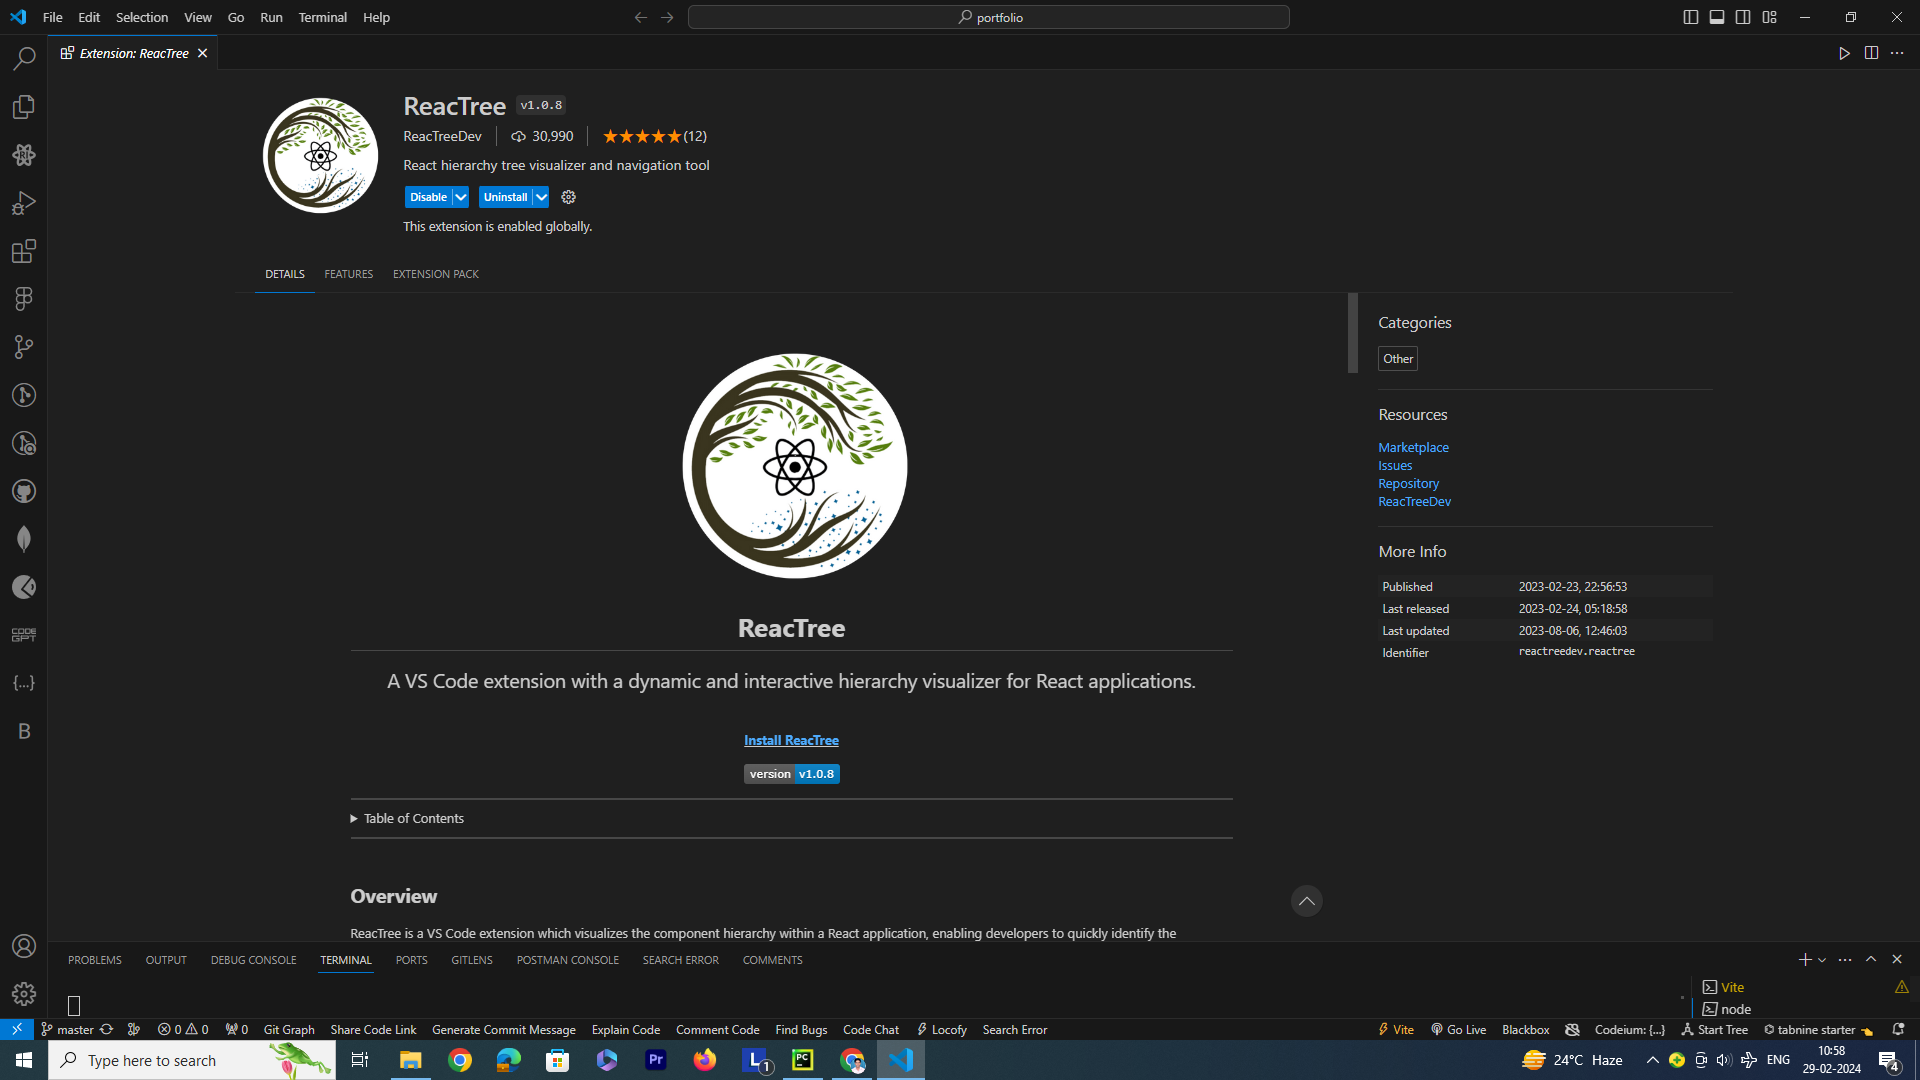 File Edit Selection View Go Run Terminal Help
portfolio
Extension: ReacTree
ReacTree v1.0.8
ReacTreeDev 30,990 (12)
React hierarchy tree visualizer and navigation tool
Disable Uninstall
This extension is enabled globally.
DETAILS FEATURES EXTENSION PACK
ReacTree
A VS Code extension with a dynamic and interactive hierarchy visualizer for React applications.
Install ReacTree
version v1.0.8
Table of Contents
Overview
ReacTree is a VS Code extension which visualizes the component hierarchy within a React application, enabling developers to quickly identify the
Categories
Other
Resources
Marketplace
Issues
Repository
ReacTreeDev
More Info
Published 2023-02-23, 22:56:53
Last released 2023-02-24, 05:18:58
Last updated 2023-08-06, 12:46:03
Identifier reactreedev.reactree
CODE
GPT
{...}
B
PROBLEMS OUTPUT DEBUG CONSOLE TERMINAL PORTS GITLENS POSTMAN CONSOLE SEARCH ERROR COMMENTS
Vite
node
master 0 0 0 Git Graph Share Code Link Generate Commit Message Explain Code Comment Code Find Bugs Code Chat Locofy Search Error Vite Go Live Blackbox Codeium: {...} Start Tree tabnine starter
Type here to search Pr L 1 PC 24°C Haze ENG 10:58
29-02-2024 4